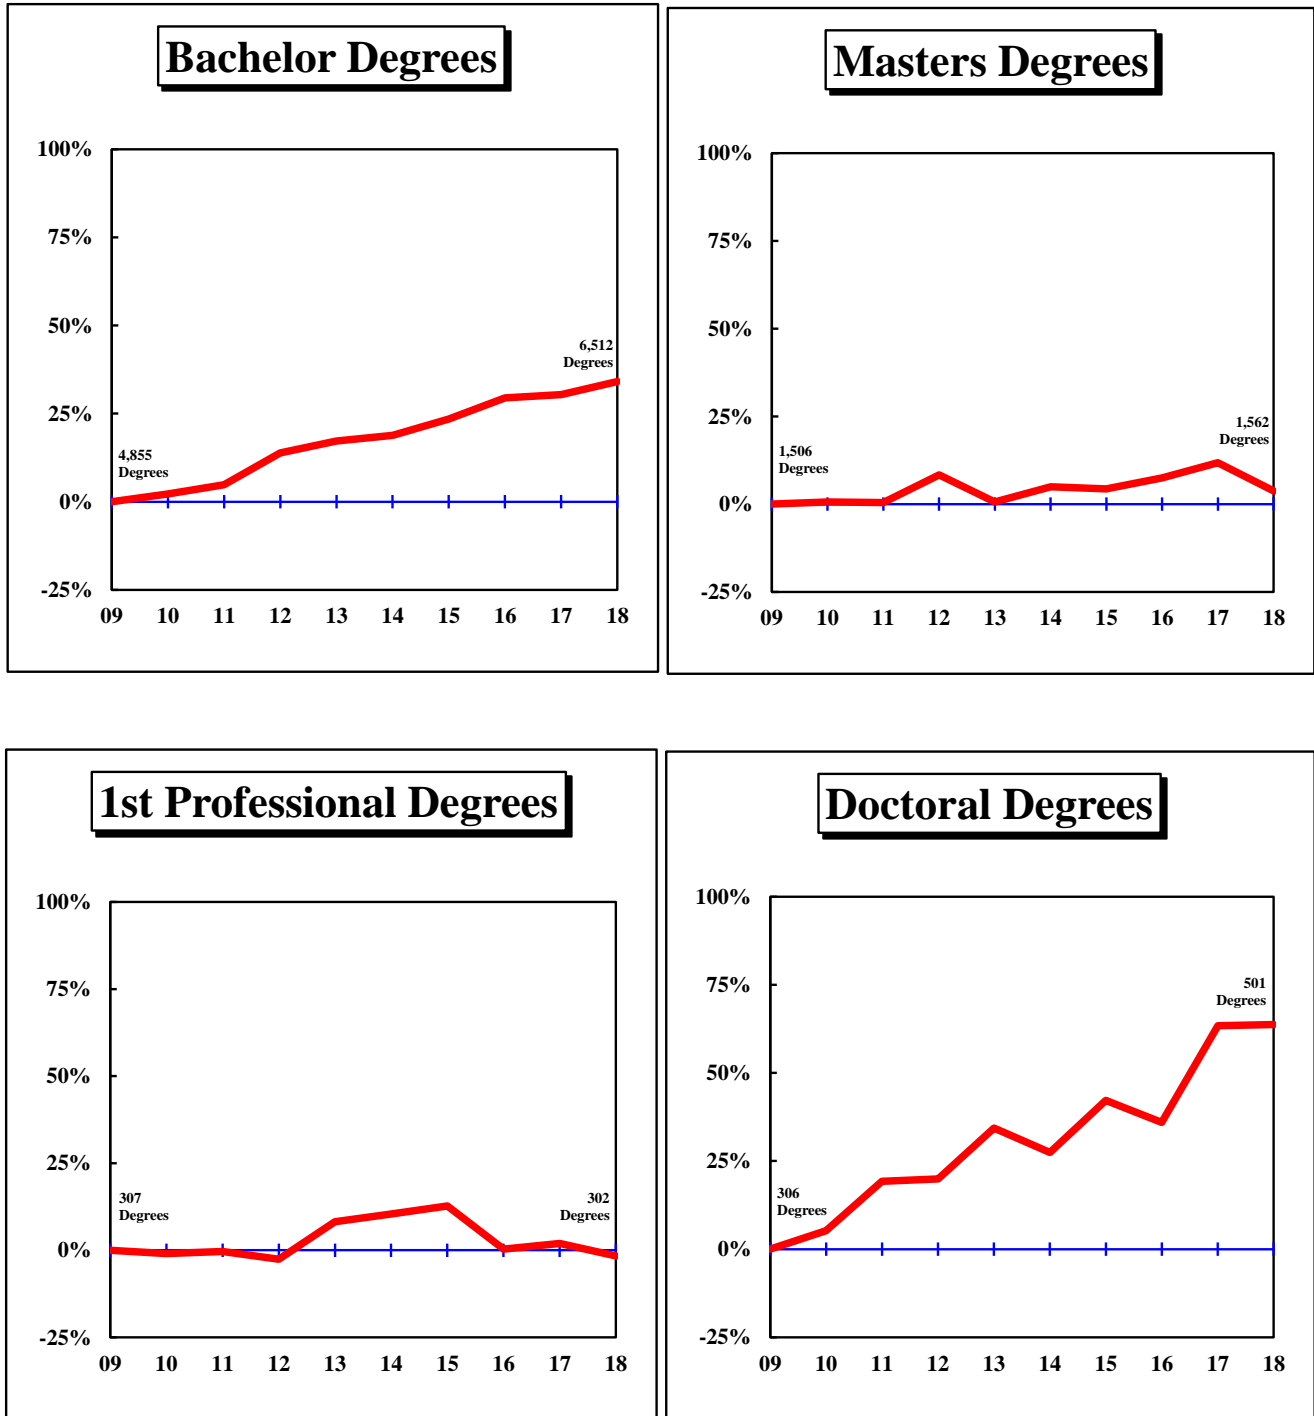 Bachelor Degrees
100%
75%
50%
25%
0%
-25%
4,855
Degrees
6,512
Degrees
09 10 11 12 13 14 15 16 17 18
Masters Degrees
100%
75%
50%
25%
0%
-25%
1,506
Degrees
1,562
Degrees
09 10 11 12 13 14 15 16 17 18
1st Professional Degrees
100%
75%
50%
25%
0%
-25%
307
Degrees
302
Degrees
09 10 11 12 13 14 15 16 17 18
Doctoral Degrees
100%
75%
50%
25%
0%
-25%
306
Degrees
501
Degrees
09 10 11 12 13 14 15 16 17 18